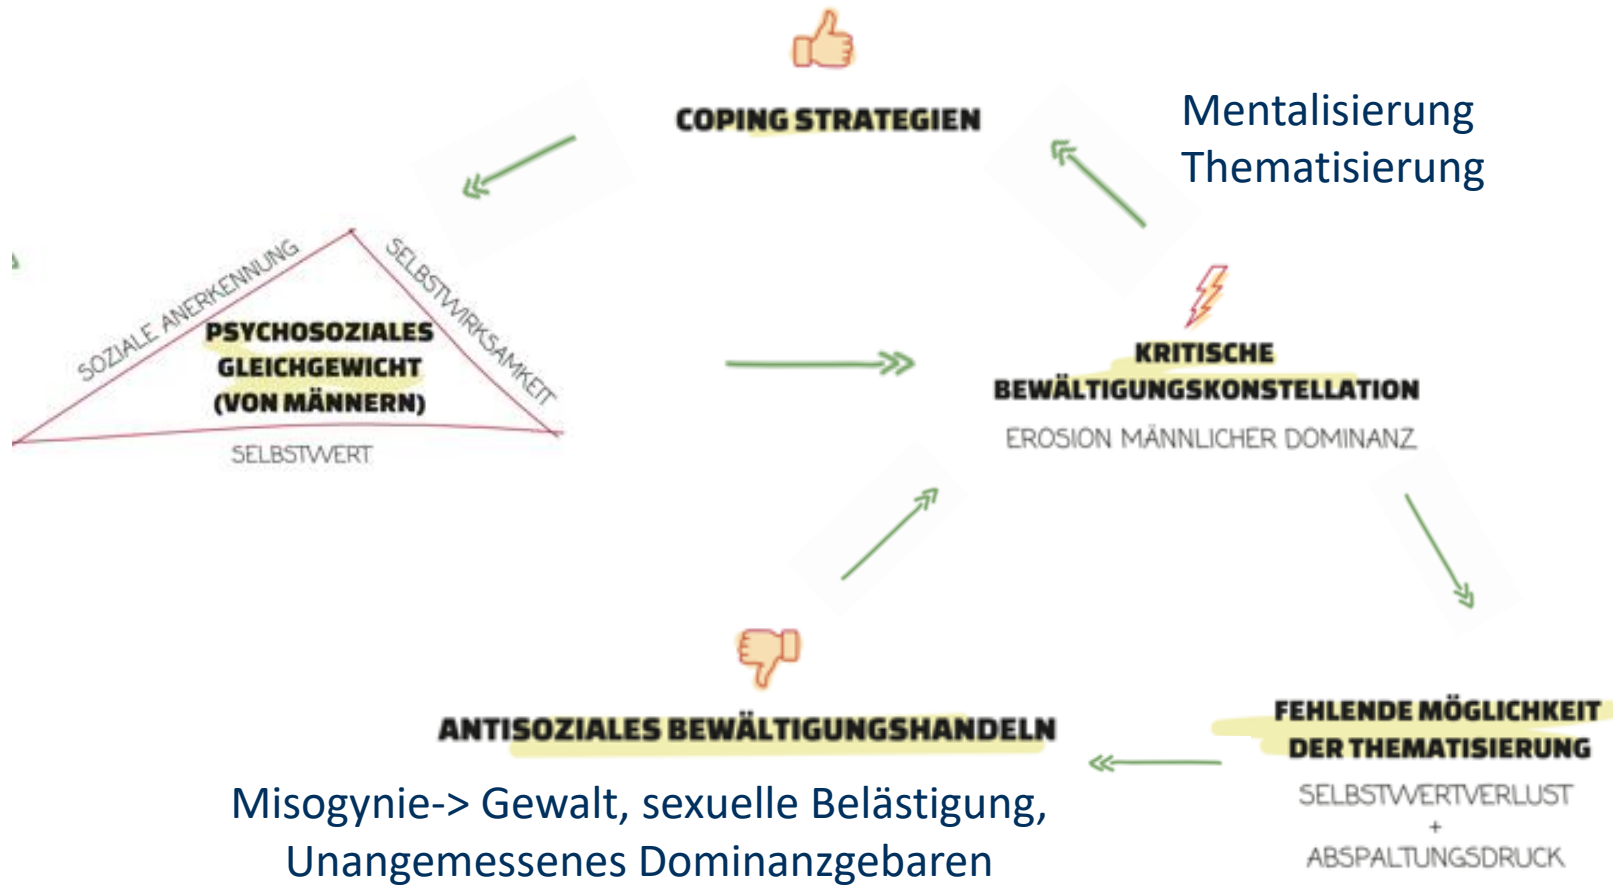 COPING STRATEGIEN
Mentalisierung
Thematisierung
SOZIALE ANERKENNUNG
SELBSTWIRKSAMKEIT
PSYCHOSOZIALES
GLEICHGEWICHT
(VON MÄNNERN)
SELBSTWERT
KRITISCHE
BEWÄLTIGUNGSKONSTELLATION
EROSION MÄNNLICHER DOMINANZ
ANTISOZIALES BEWÄLTIGUNGSHANDELN
Misogynie-> Gewalt, sexuelle Belästigung,
Unangemessenes Dominanzgebaren
FEHLENDE MÖGLICHKEIT
DER THEMATISIERUNG
SELBSTWERTVERLUST
+
ABSPALTUNGSDRUCK